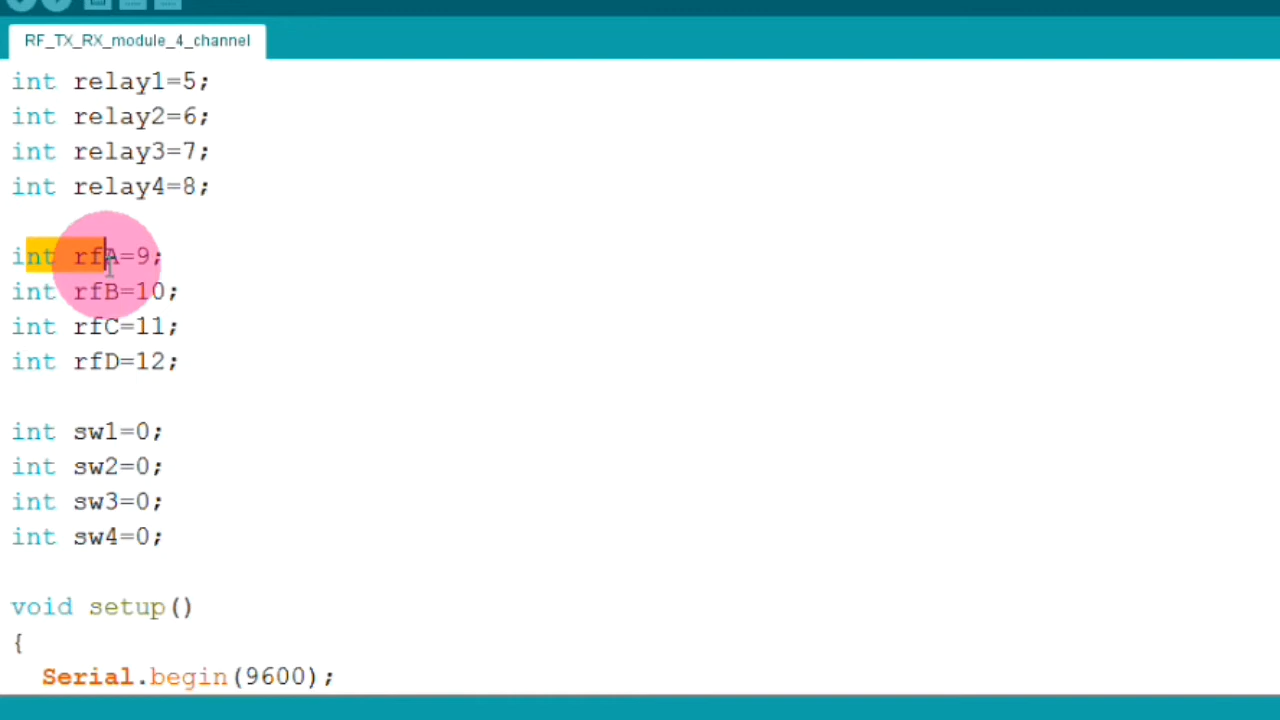 RF_TX_RX_module_4_channel
int relay1=5;
int relay2=6;
int relay3=7;
int relay4=8;
int rfA=9;
int rfB=10;
int rfC=11;
int rfD=12;
int sw1=0;
int sw2=0;
int sw3=0;
int sw4=0;
void setup()
{
Serial.begin(9600);